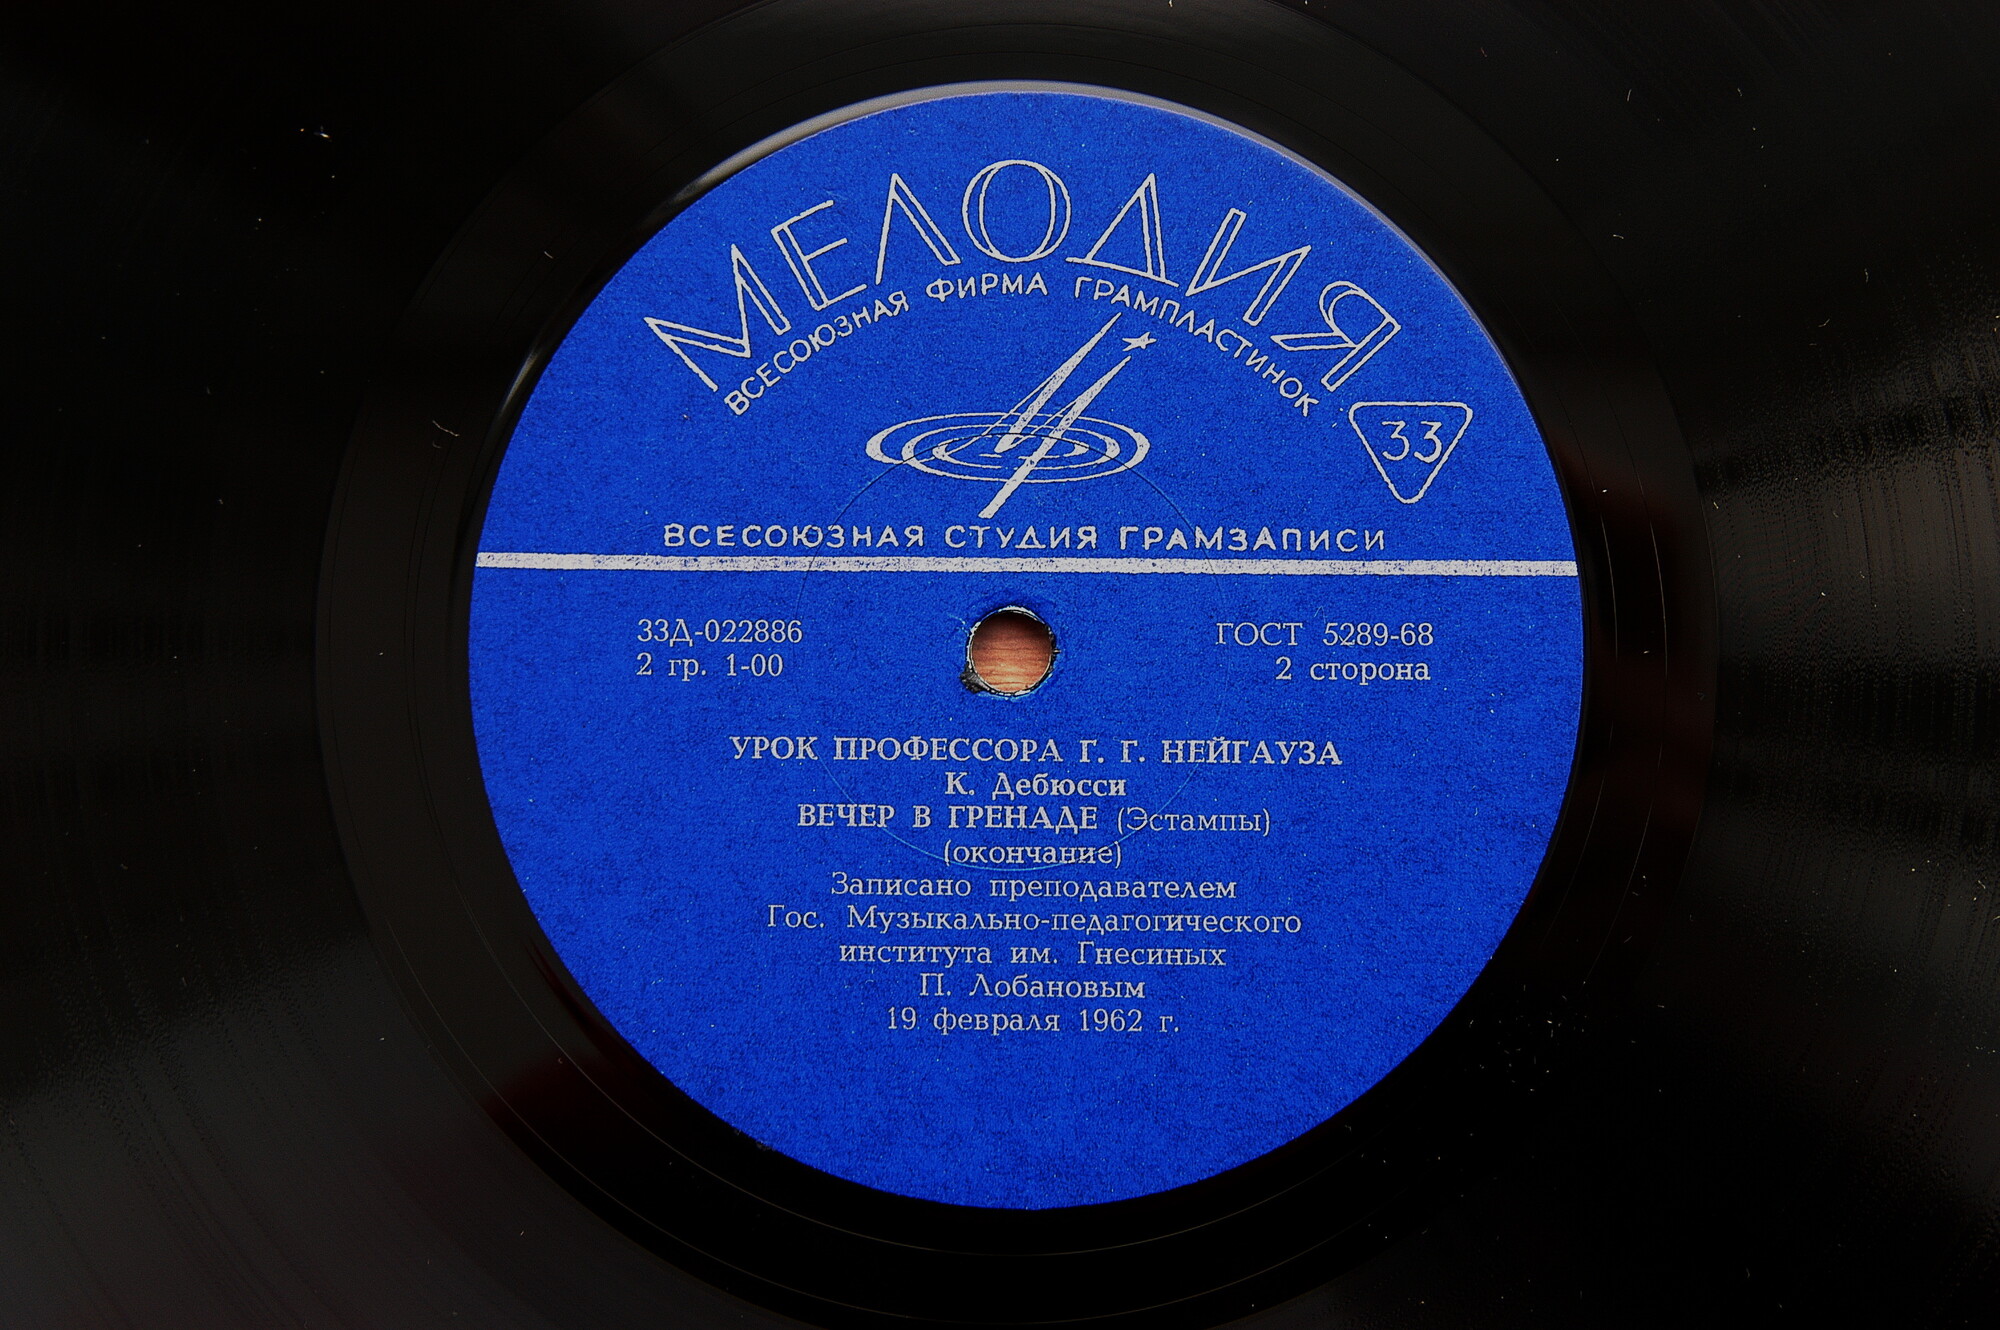 МЕЛОДИЯ
ВСЕСОЮЗНАЯ ФИРМА ГРАМПЛАСТИНОК
33
ВСЕСОЮЗНАЯ СТУДИЯ ГРАМЗАПИСИ
33Д-022886
2 гр. 1-00
ГОСТ 5289-68
2 сторона
УРОК ПРОФЕССОРА Г. Г. НЕЙГАУЗА
К. Дебюсси
ВЕЧЕР В ГРЕНАДЕ (Эстампы)
(окончание)
Записано преподавателем
Гос. Музыкально-педагогического
института им. Гнесиных
П. Лобановым
19 февраля 1962 г.